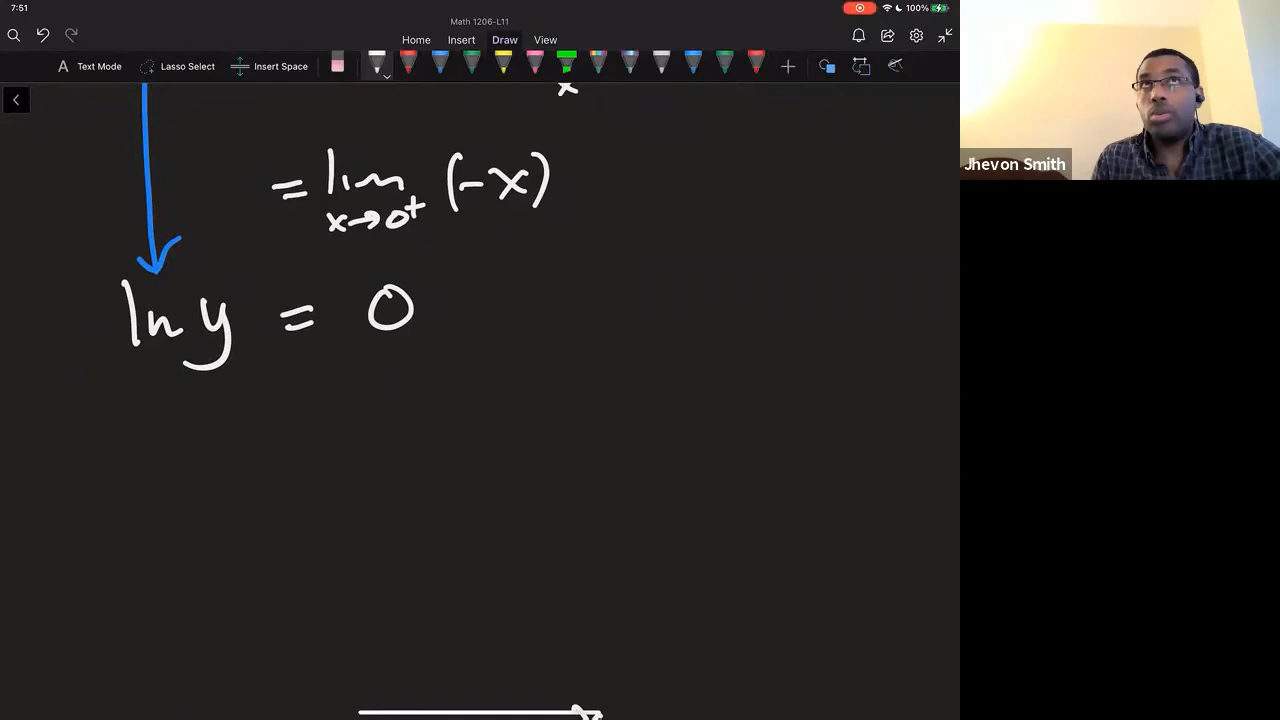 7:51
100%
Math 1206-L11
Home Insert Draw View
Text Mode Lasso Select Insert Space
x
= lim (-x)
x→0⁺
ln y = 0
Jhevon Smith